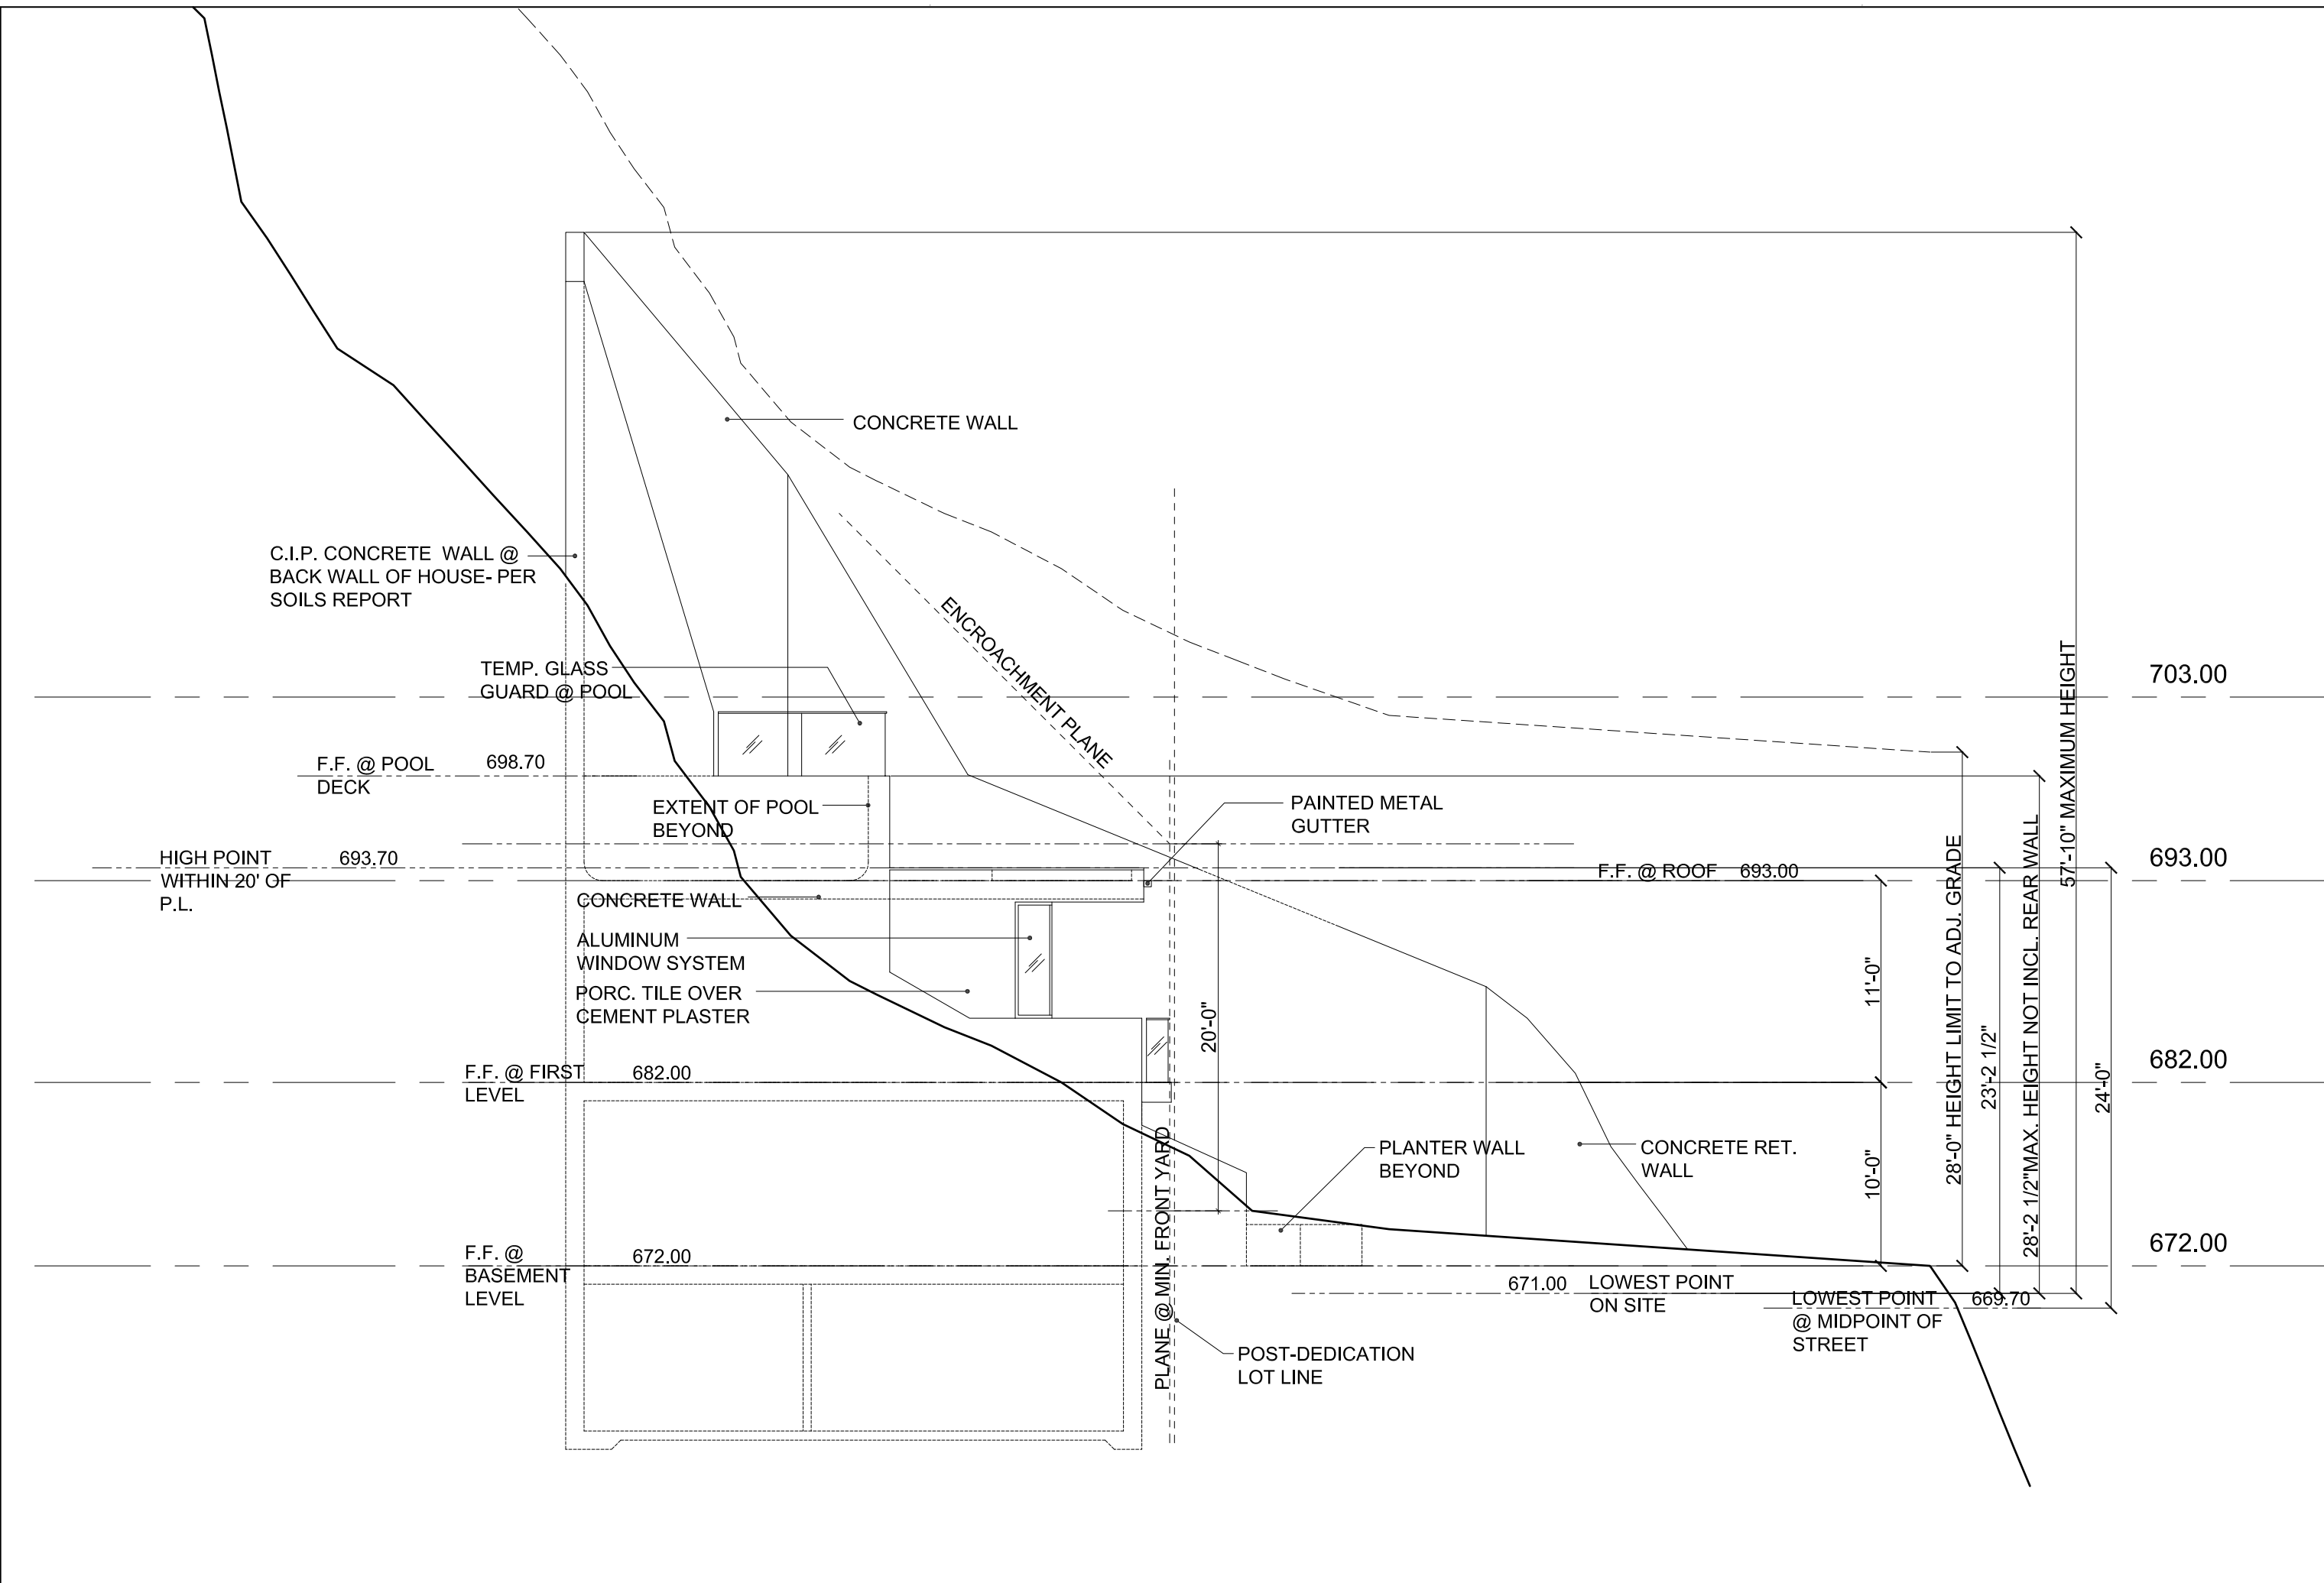 CONCRETE WALL
C.I.P. CONCRETE WALL @
BACK WALL OF HOUSE- PER
SOILS REPORT
ENCROACHMENT PLANE
TEMP. GLASS
GUARD @ POOL
703.00
F.F. @ POOL
DECK
698.70
EXTENT OF POOL
BEYOND
PAINTED METAL
GUTTER
HIGH POINT
WITHIN 20' OF
P.L.
693.70
F.F. @ ROOF 693.00
693.00
CONCRETE WALL
ALUMINUM
WINDOW SYSTEM
PORC. TILE OVER
CEMENT PLASTER
20'-0"
11'-0"
28'-0" HEIGHT LIMIT TO ADJ. GRADE
23'-2 1/2"
28'-2 1/2"MAX. HEIGHT NOT INCL. REAR WALL
57'-10" MAXIMUM HEIGHT
24'-0"
F.F. @ FIRST
LEVEL
682.00
682.00
PLANTER WALL
BEYOND
CONCRETE RET.
WALL
10'-0"
PLANE @ MIN. FRONT YARD
F.F. @
BASEMENT
LEVEL
672.00
672.00
671.00 LOWEST POINT
ON SITE
LOWEST POINT
@ MIDPOINT OF
STREET
669.70
POST-DEDICATION
LOT LINE